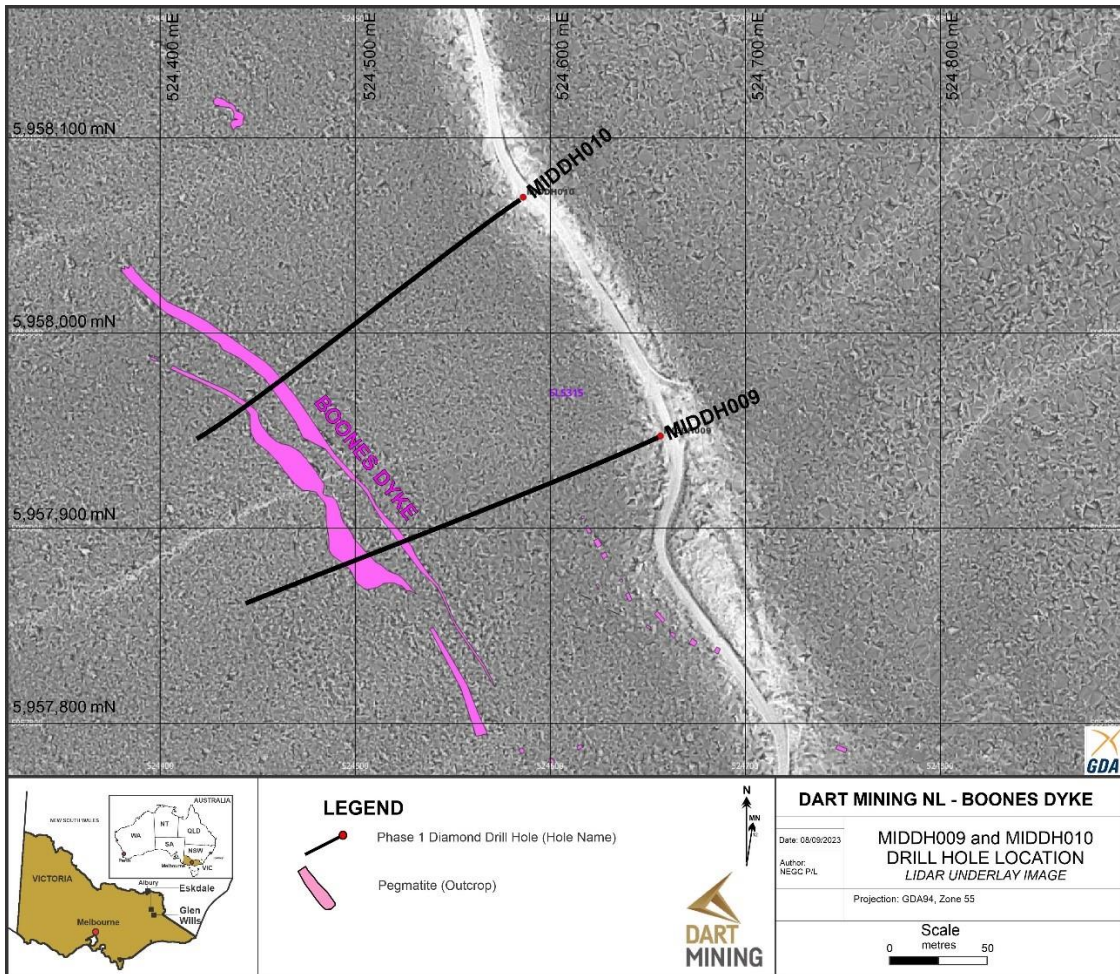 524,400 mE
524,500 mE
524,600 mE
524,700 mE
524,800 mE
5,958,100 mN
5,958,000 mN
5,957,900 mN
5,957,800 mN
MIDDH010
MIDDH010
MIDDH009
BOONES DYKE
GDA
NEW SOUTH WALES
VICTORIA
Melbourne
Albury
Eskdale
Glen
Wills
AUSTRALIA
WA
NT
QLD
SA
NSW
VIC
Perth
Melbourne
LEGEND
Phase 1 Diamond Drill Hole (Hole Name)
Pegmatite (Outcrop)
N
MN
DART
MINING
DART MINING NL - BOONES DYKE
Date: 08/09/2023
Author:
NEGC P/L
MIDDH009 and MIDDH010
DRILL HOLE LOCATION
LIDAR UNDERLAY IMAGE
Projection: GDA94, Zone 55
Scale
metres
0 50